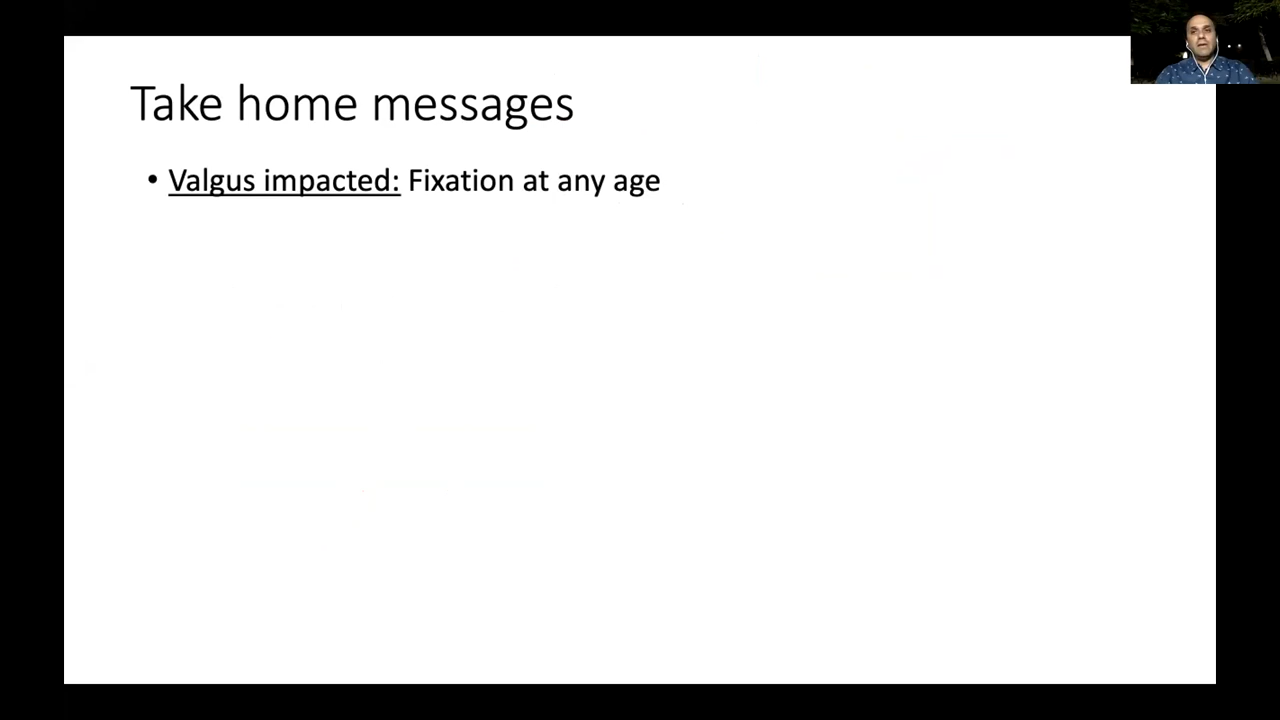 Take home messages
• Valgus impacted: Fixation at any age